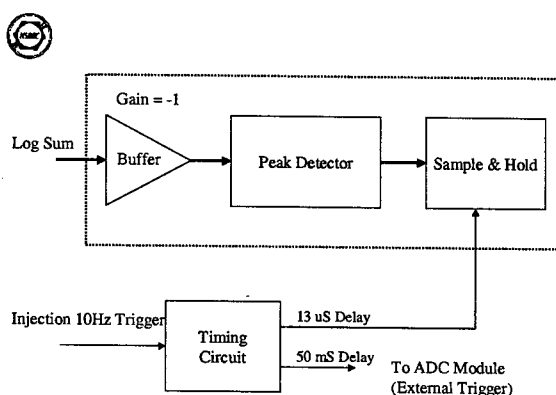 NSRRC
Gain = -1
Log Sum
Buffer
Peak Detector
Sample & Hold
Injection 10Hz Trigger
Timing
Circuit
13 uS Delay
50 mS Delay
To ADC Module
(External Trigger)